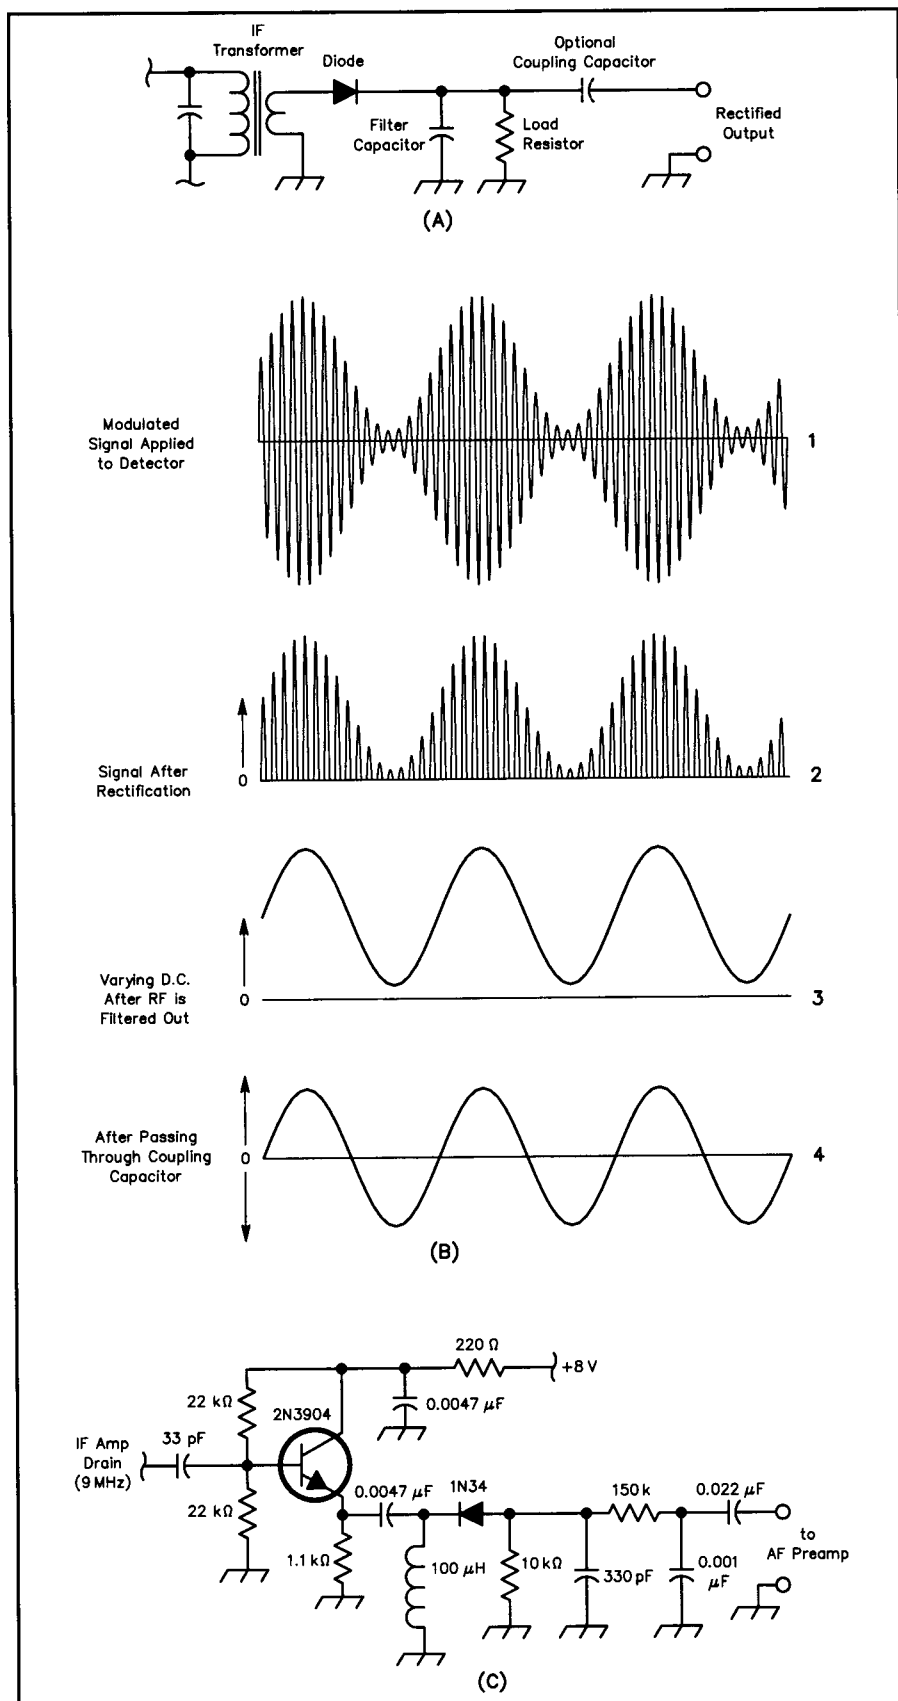 IF
Transformer
Diode
Optional
Coupling Capacitor
Filter
Capacitor
Load
Resistor
Rectified
Output
(A)
Modulated
Signal Applied
to Detector
1
Signal After
Rectification
0
2
Varying D.C.
After RF is
Filtered Out
0
3
After Passing
Through Coupling
Capacitor
0
4
(B)
220 Ω
+8 V
22 kΩ
2N3904
0.0047 µF
IF Amp
Drain
(9 MHz)
33 pF
22 kΩ
0.0047 µF
1N34
150 k
0.022 µF
1.1 kΩ
100 µH
10 kΩ
330 pF
0.001
µF
to
AF Preamp
(C)